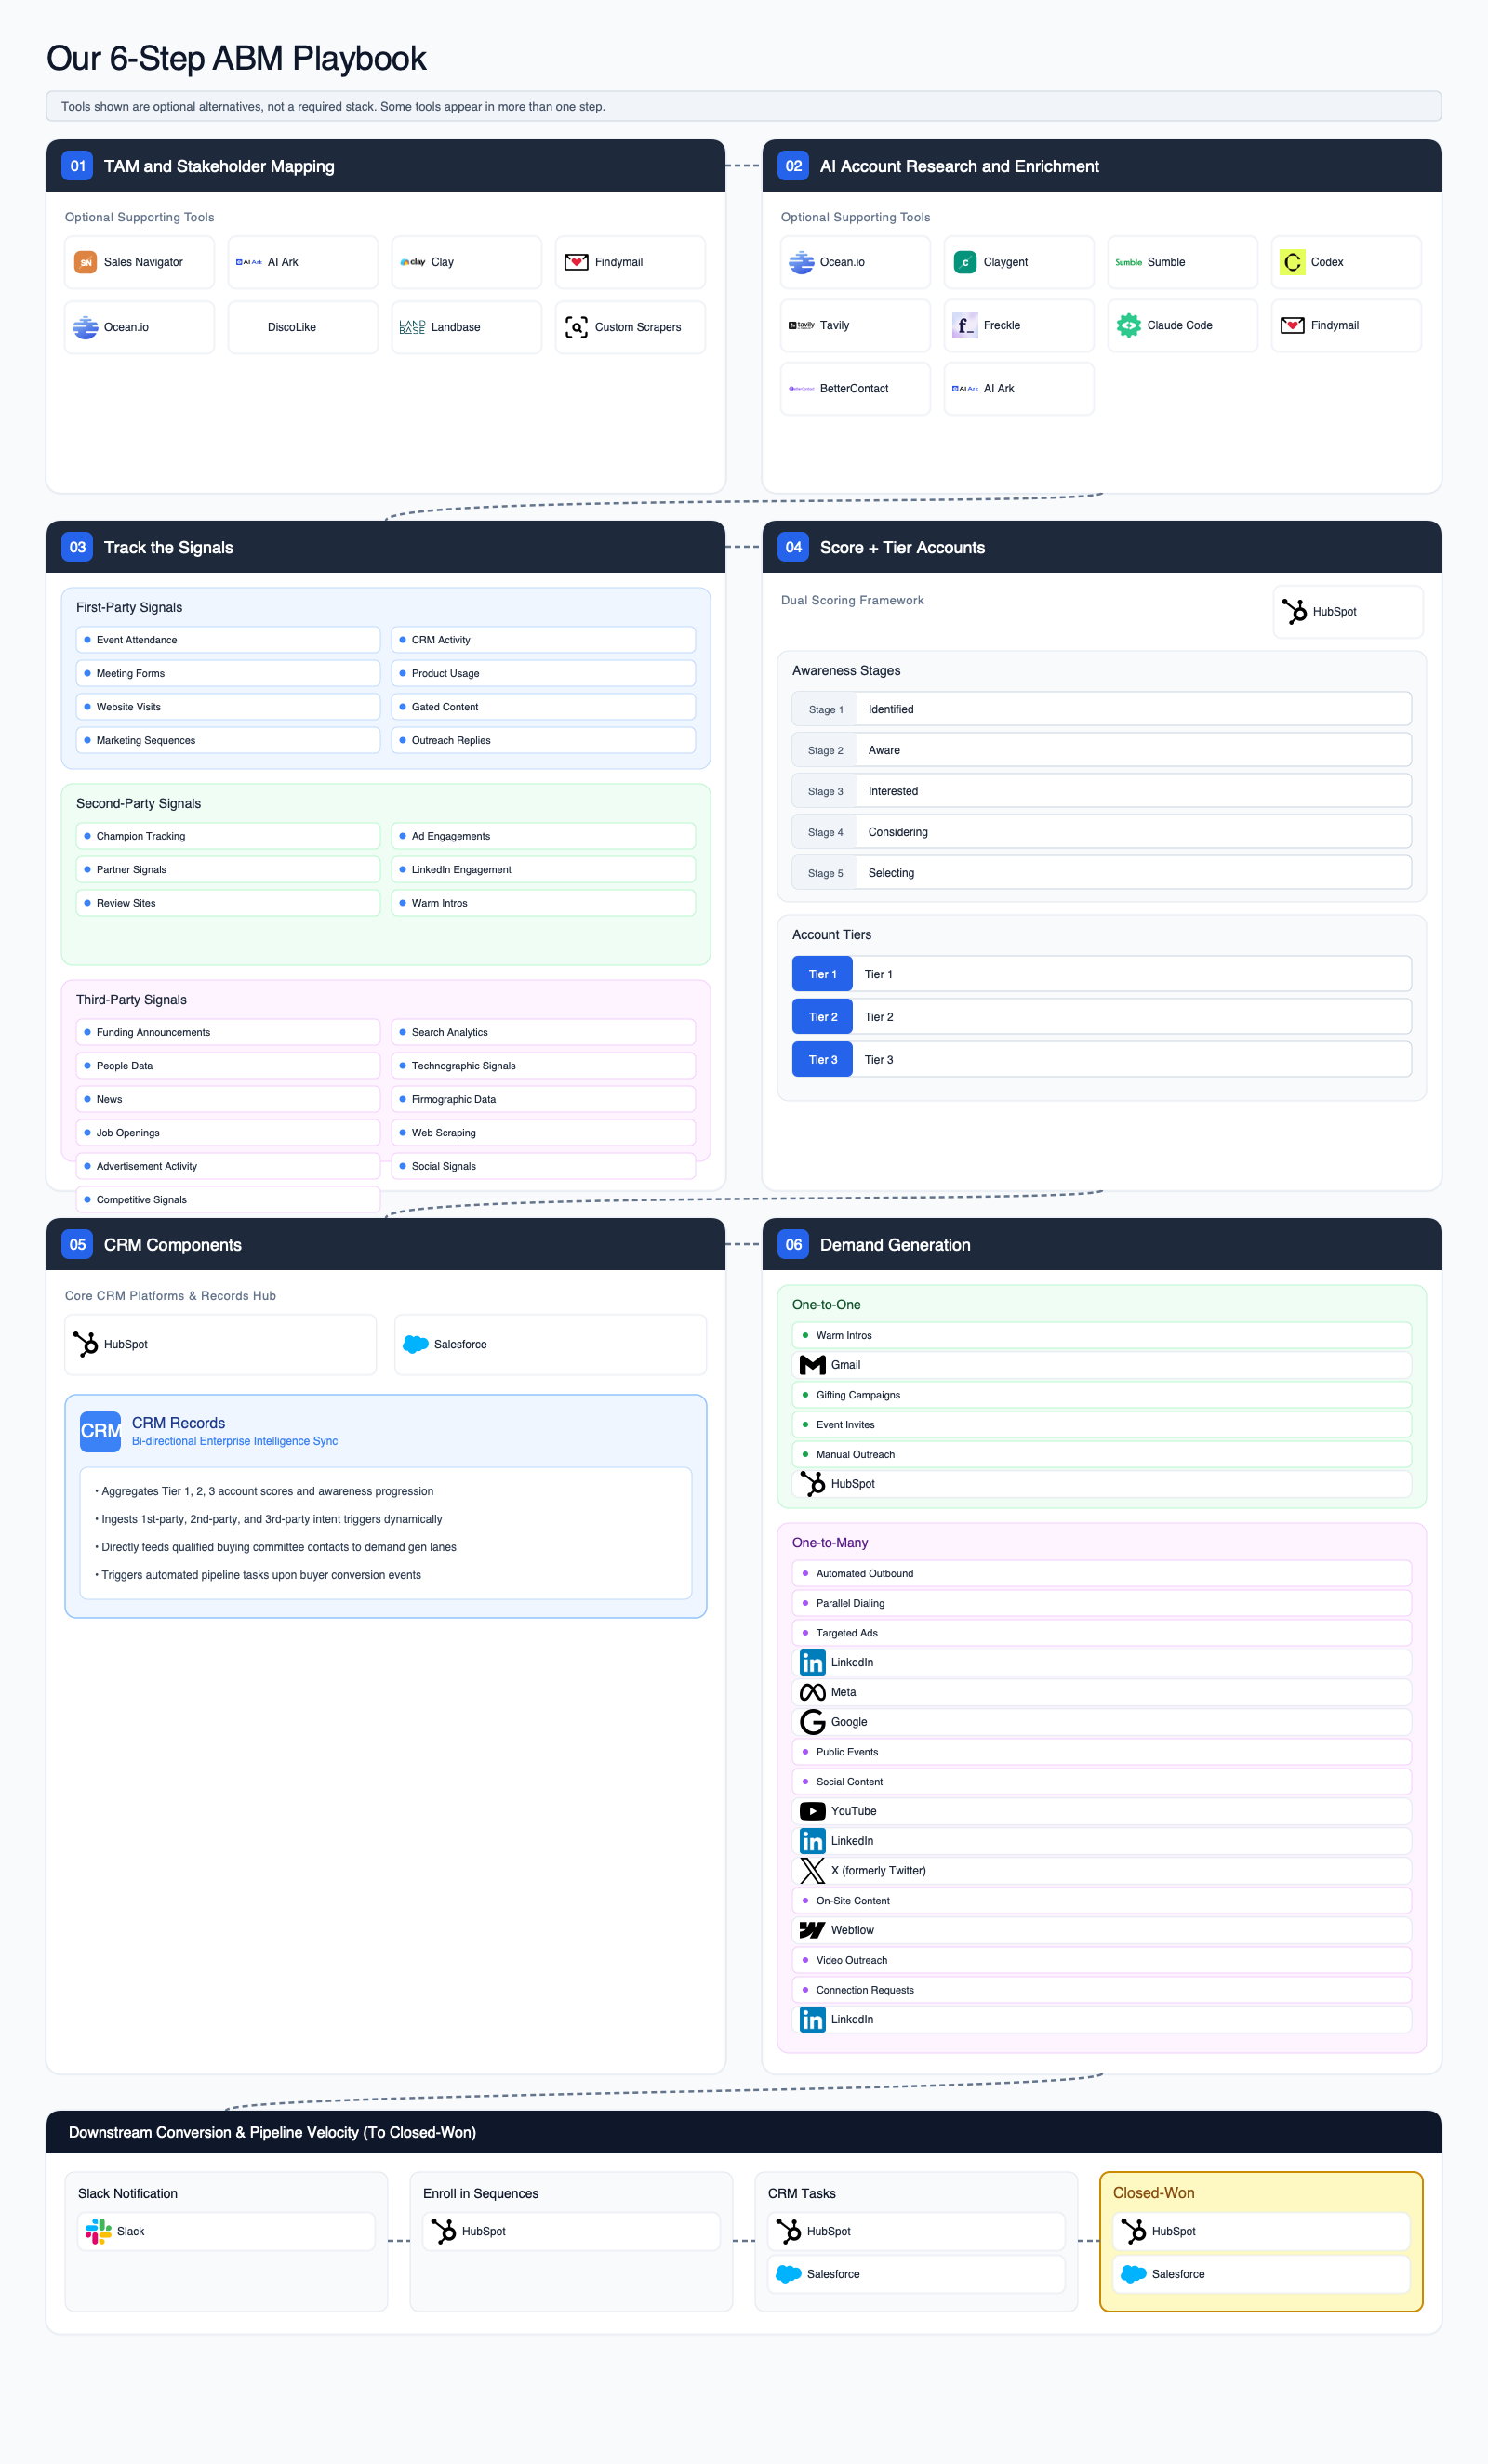 Our 6-Step ABM Playbook
Tools shown are optional alternatives, not a required stack. Some tools appear in more than one step.
01 TAM and Stakeholder Mapping
Optional Supporting Tools
SN Sales Navigator
AI Ark AI Ark
clay Clay
Findymail
Ocean.io
DiscoLike
LAND BASE Landbase
Custom Scrapers
02 AI Account Research and Enrichment
Optional Supporting Tools
Ocean.io
C Claygent
Sumble Sumble
C Codex
tavily Tavily
f_ Freckle
Claude Code
Findymail
BetterContact BetterContact
AI Ark AI Ark
03 Track the Signals
First-Party Signals
Event Attendance
CRM Activity
Meeting Forms
Product Usage
Website Visits
Gated Content
Marketing Sequences
Outreach Replies
Second-Party Signals
Champion Tracking
Ad Engagements
Partner Signals
LinkedIn Engagement
Review Sites
Warm Intros
Third-Party Signals
Funding Announcements
Search Analytics
People Data
Technographic Signals
News
Firmographic Data
Job Openings
Web Scraping
Advertisement Activity
Social Signals
Competitive Signals
04 Score + Tier Accounts
Dual Scoring Framework
HubSpot
Awareness Stages
Stage 1 Identified
Stage 2 Aware
Stage 3 Interested
Stage 4 Considering
Stage 5 Selecting
Account Tiers
Tier 1 Tier 1
Tier 2 Tier 2
Tier 3 Tier 3
05 CRM Components
Core CRM Platforms & Records Hub
HubSpot
Salesforce
CRM CRM Records
Bi-directional Enterprise Intelligence Sync
• Aggregates Tier 1, 2, 3 account scores and awareness progression
• Ingests 1st-party, 2nd-party, and 3rd-party intent triggers dynamically
• Directly feeds qualified buying committee contacts to demand gen lanes
• Triggers automated pipeline tasks upon buyer conversion events
06 Demand Generation
One-to-One
Warm Intros
Gmail
Gifting Campaigns
Event Invites
Manual Outreach
HubSpot
One-to-Many
Automated Outbound
Parallel Dialing
Targeted Ads
in LinkedIn
Meta
G Google
Public Events
Social Content
YouTube
in LinkedIn
X (formerly Twitter)
On-Site Content
Webflow
Video Outreach
Connection Requests
in LinkedIn
Downstream Conversion & Pipeline Velocity (To Closed-Won)
Slack Notification
Slack
Enroll in Sequences
HubSpot
CRM Tasks
HubSpot
Salesforce
Closed-Won
HubSpot
Salesforce